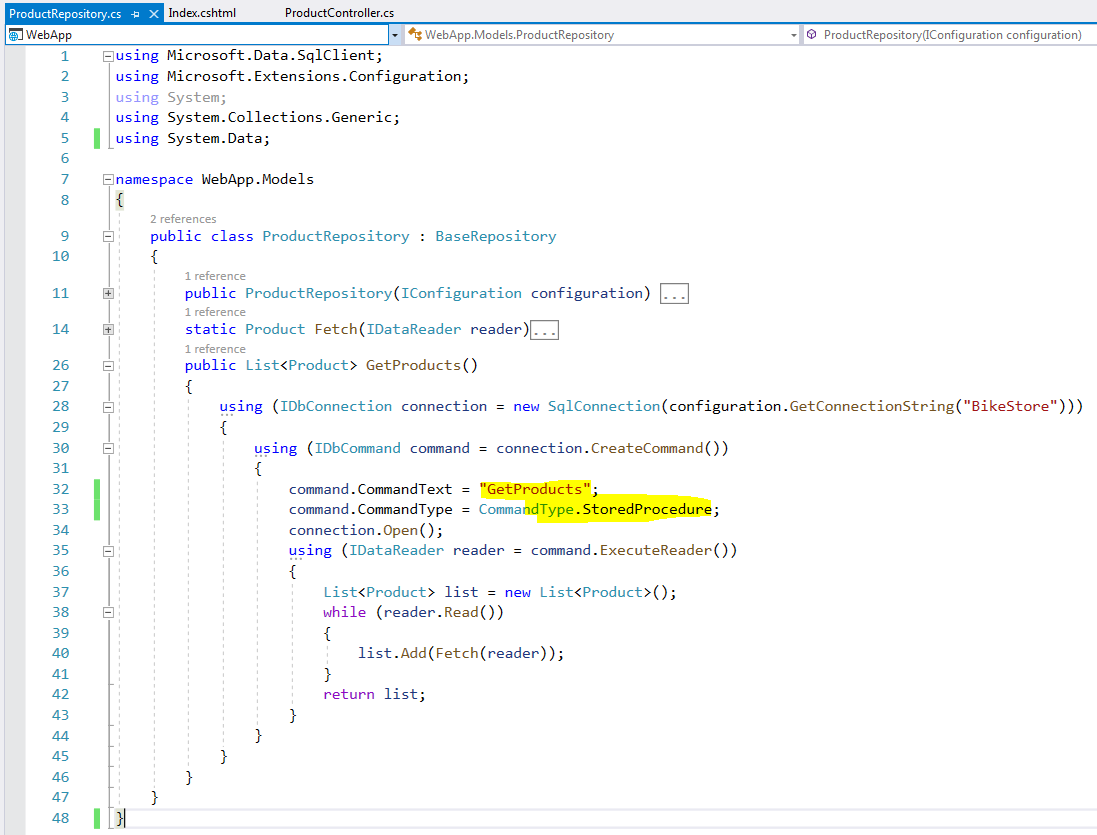 ProductRepository.cs Index.cshtml ProductController.cs
WebApp WebApp.Models.ProductRepository ProductRepository(IConfiguration configuration)
1 using Microsoft.Data.SqlClient;
2 using Microsoft.Extensions.Configuration;
3 using System;
4 using System.Collections.Generic;
5 using System.Data;
6
7 namespace WebApp.Models
8 {
2 references
9 public class ProductRepository : BaseRepository
10 {
1 reference
11 public ProductRepository(IConfiguration configuration) ...
1 reference
14 static Product Fetch(IDataReader reader)...
1 reference
26 public List<Product> GetProducts()
27 {
28 using (IDbConnection connection = new SqlConnection(configuration.GetConnectionString("BikeStore")))
29 {
30 using (IDbCommand command = connection.CreateCommand())
31 {
32 command.CommandText = "GetProducts";
33 command.CommandType = CommandType.StoredProcedure;
34 connection.Open();
35 using (IDataReader reader = command.ExecuteReader())
36 {
37 List<Product> list = new List<Product>();
38 while (reader.Read())
39 {
40 list.Add(Fetch(reader));
41 }
42 return list;
43 }
44 }
45 }
46 }
47 }
48 }